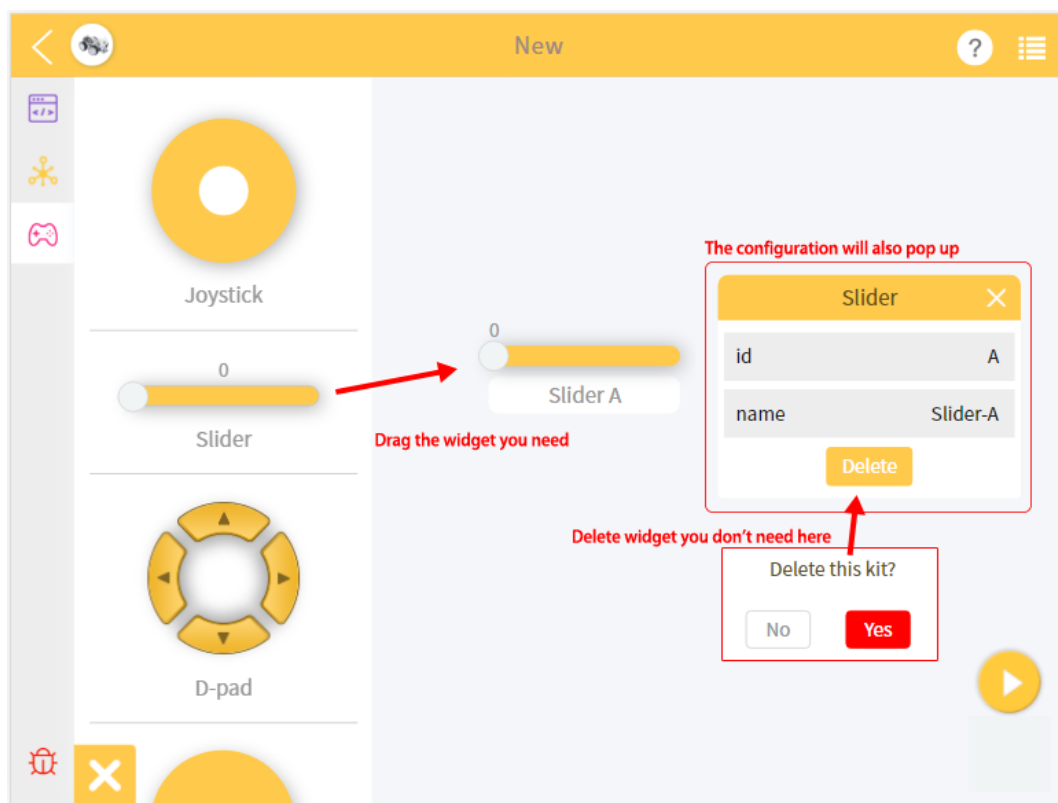 New
?
</>
Joystick
The configuration will also pop up
Slider
id A
name Slider-A
Delete
0
Slider A
0
Slider
Drag the widget you need
Delete widget you don't need here
Delete this kit?
No Yes
D-pad